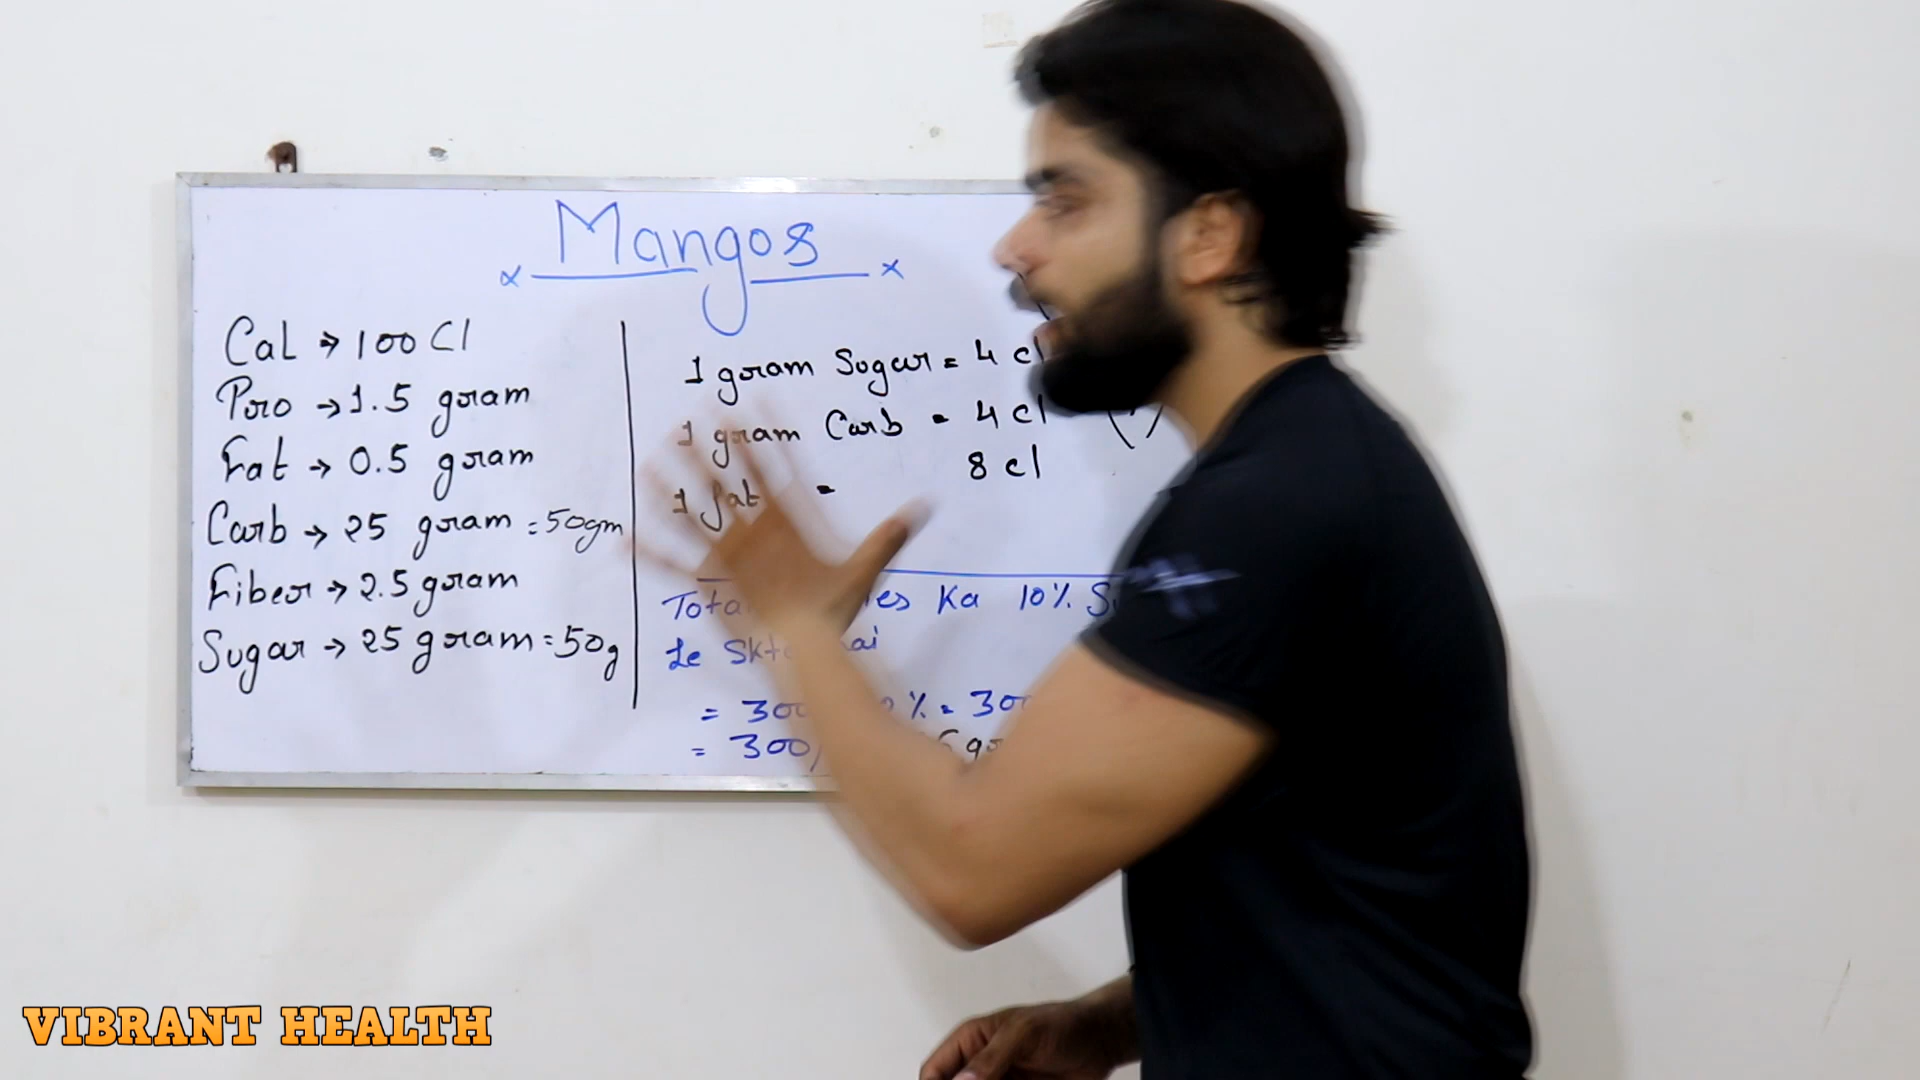 Mangos
Cal → 100 Cl
Pro → 1.5 gram
Fat → 0.5 gram
Carb → 25 gram = 50gm
Fiber → 2.5 gram
Sugar → 25 gram = 50g
1 gram Sugar = 4 cl
1 gram Carb = 4 cl
1 fat = 8 cl
Ka 10%
Le
= 300
= 300/
VIBRANT HEALTH